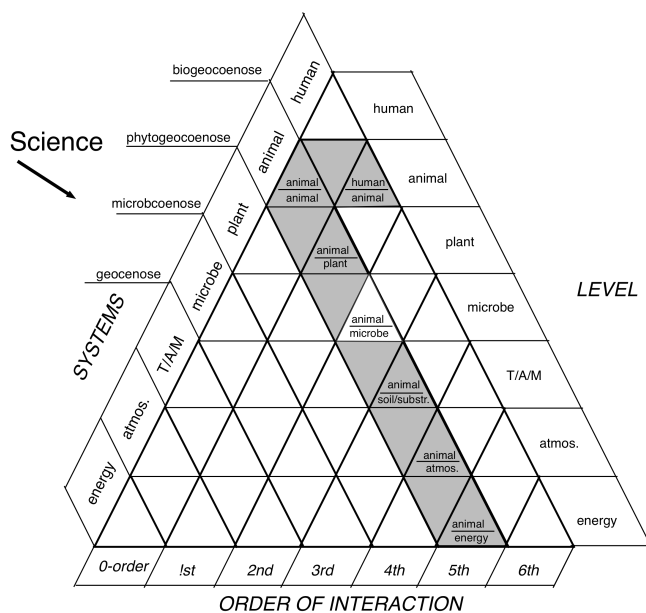 biogeocoenose
human
human
Science
phytogeocoenose
animal
animal
animal
human
animal
animal
microbcoenose
plant
plant
animal
plant
geocenose
microbe
microbe
LEVEL
animal
microbe
SYSTEMS
T/A/M
T/A/M
animal
soil/substr.
atmos.
atmos.
animal
atmos.
energy
energy
animal
energy
0-order !st 2nd 3rd 4th 5th 6th
ORDER OF INTERACTION